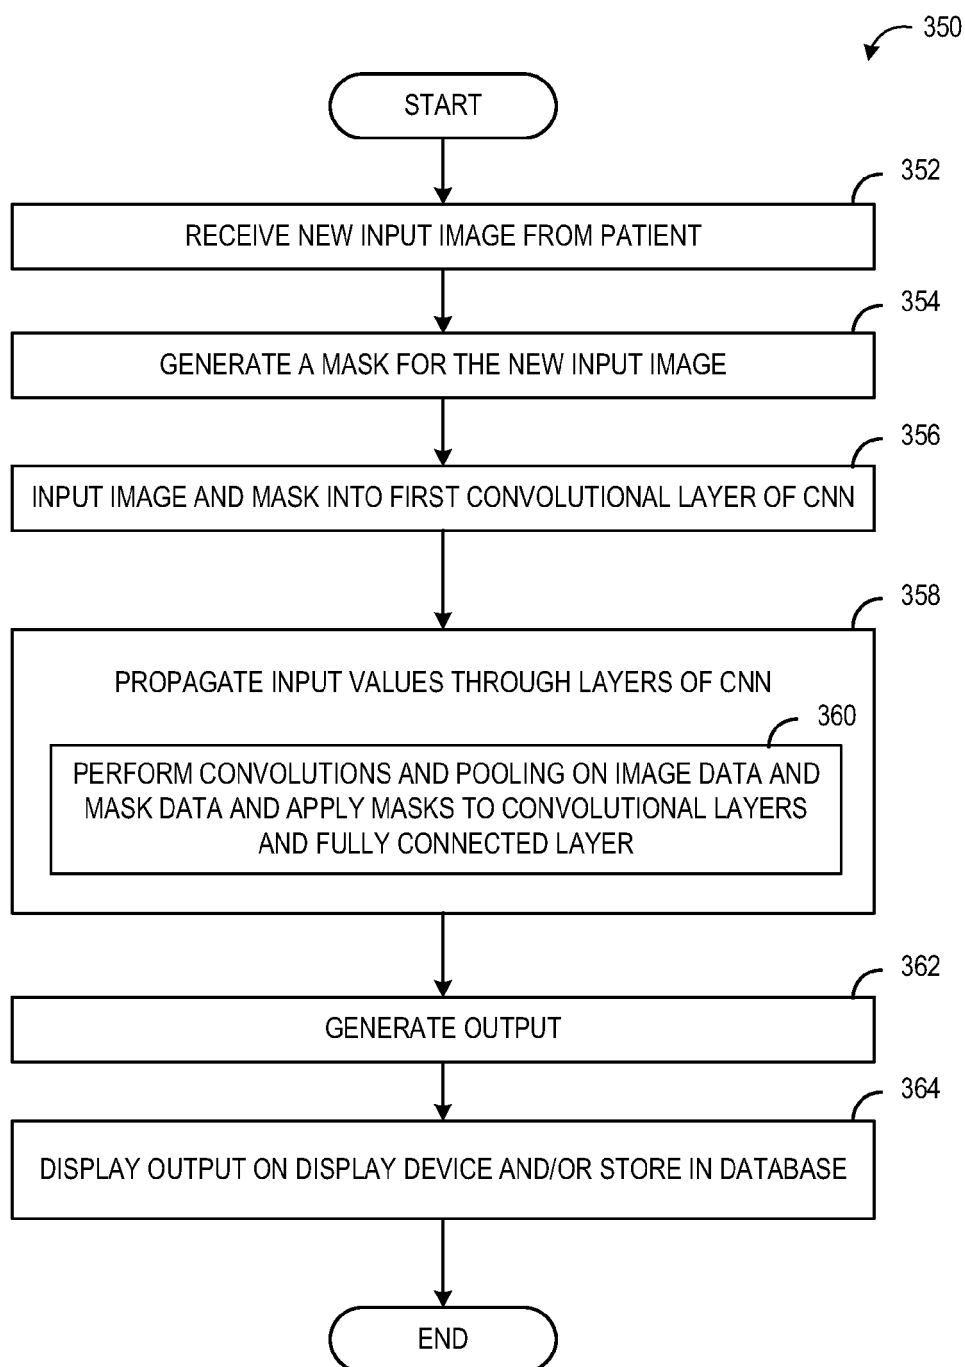 350
START
352
RECEIVE NEW INPUT IMAGE FROM PATIENT
354
GENERATE A MASK FOR THE NEW INPUT IMAGE
356
INPUT IMAGE AND MASK INTO FIRST CONVOLUTIONAL LAYER OF CNN
358
PROPAGATE INPUT VALUES THROUGH LAYERS OF CNN
360
PERFORM CONVOLUTIONS AND POOLING ON IMAGE DATA AND
MASK DATA AND APPLY MASKS TO CONVOLUTIONAL LAYERS
AND FULLY CONNECTED LAYER
362
GENERATE OUTPUT
364
DISPLAY OUTPUT ON DISPLAY DEVICE AND/OR STORE IN DATABASE
END